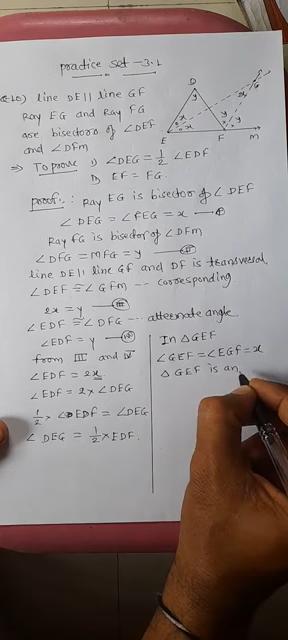 practice set - 3.1
Q.10) line DE || line GF
Ray EG and Ray FG
are bisectors of ∠DEF
and ∠DFm
⇒ To prove 1) ∠DEG = 1/2 ∠EDF
D
y
y
x
x
y
y
x
G
E
F
M
EF = FG.
proof:- Ray EG is bisector of ∠DEF
∠DEG = ∠FEG = x — I
Ray FG is bisector of ∠DFM
∠DFG = MFG = y — II
line DE || line GF and DF is transversal
∠DEF ≅ ∠GFM --- corresponding
2x = y — III
∠EDF ≅ ∠DFG ... alternate angle.
∠EDF = y — IV
from III and IV
∠EDF = 2x
∠EDF = 2 x ∠DEG
1/2 x ∠EDF = ∠DEG
∠DEG = 1/2 x EDF.
In △GEF
∠GEF = ∠EGF = x
△GEF is an